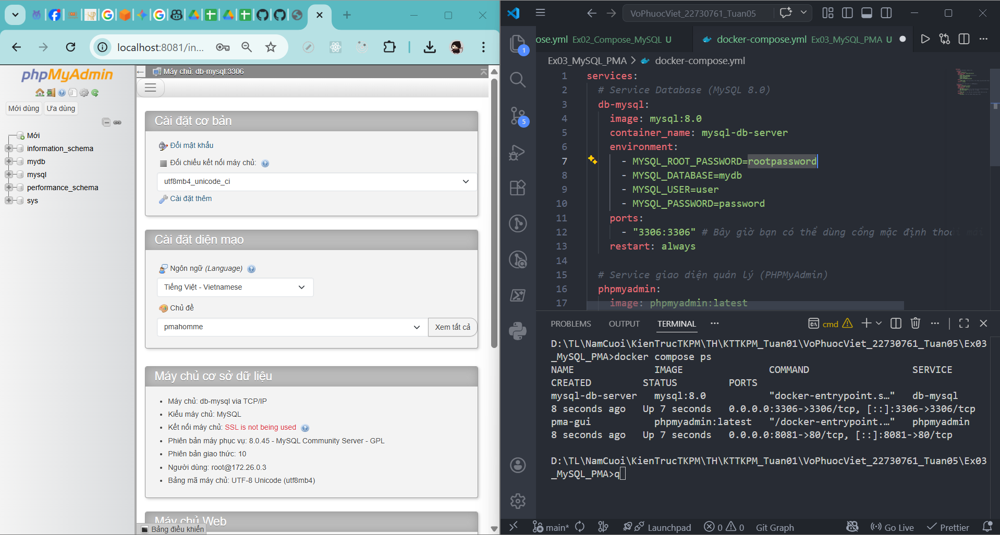 localhost:8081/in...
phpMyAdmin
Mới dùng
Ưa dùng
Mới
information_schema
mydb
mysql
performance_schema
sys
Máy chủ: db-mysql:3306
Cài đặt cơ bản
Đổi mật khẩu
Đối chiếu kết nối máy chủ:
utf8mb4_unicode_ci
Cài đặt thêm
Cài đặt diện mạo
Ngôn ngữ (Language)
Tiếng Việt - Vietnamese
Chủ đề
pmahomme
Xem tất cả
Máy chủ cơ sở dữ liệu
Máy chủ: db-mysql via TCP/IP
Kiểu máy chủ: MySQL
Kết nối máy chủ: SSL is not being used
Phiên bản máy phục vụ: 8.0.45 - MySQL Community Server - GPL
Phiên bản giao thức: 10
Người dùng: root@172.26.0.3
Bảng mã máy chủ: UTF-8 Unicode (utf8mb4)
Máy chủ Web
Bảng điều khiển
VoPhuocViet_22730761_Tuan05
ose.yml Ex02_Compose_MySQL U
docker-compose.yml Ex03_MySQL_PMA U
Ex03_MySQL_PMA > docker-compose.yml
1
5
1 services:
2 # Service Database (MySQL 8.0)
3 db-mysql:
4 image: mysql:8.0
5 container_name: mysql-db-server
6 environment:
7 - MYSQL_ROOT_PASSWORD=rootpassword
8 - MYSQL_DATABASE=mydb
9 - MYSQL_USER=user
10 - MYSQL_PASSWORD=password
11 ports:
12 - "3306:3306" # Bây giờ bạn có thể dùng cổng mặc định thoải mái
13 restart: always
14
15 # Service giao diện quản lý (PHPMyAdmin)
16 phpmyadmin:
17 image: phpmyadmin:latest
PROBLEMS OUTPUT TERMINAL ...
cmd
D:\TL\NamCuoi\KienTrucTKPM\TH\KTTKPM_Tuan01\VoPhuocViet_22730761_Tuan05\Ex03
_MySQL_PMA>docker compose ps
NAME IMAGE COMMAND SERVICE
CREATED STATUS PORTS
mysql-db-server mysql:8.0 "docker-entrypoint.s…" db-mysql
8 seconds ago Up 7 seconds 0.0.0.0:3306->3306/tcp, [::]:3306->3306/tcp
pma-gui phpmyadmin:latest "/docker-entrypoint.…" phpmyadmin
8 seconds ago Up 7 seconds 0.0.0.0:8081->80/tcp, [::]:8081->80/tcp
D:\TL\NamCuoi\KienTrucTKPM\TH\KTTKPM_Tuan01\VoPhuocViet_22730761_Tuan05\Ex03
_MySQL_PMA>q
main* Launchpad 0 0 Git Graph Go Live Prettier